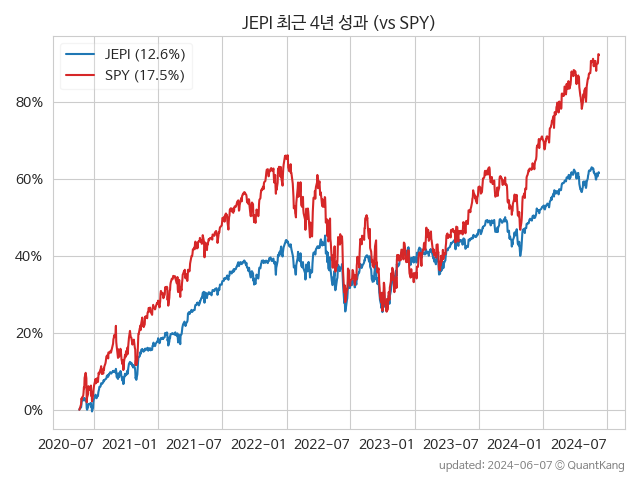 JEPI 최근 4년 성과 (vs SPY)
JEPI (12.6%)
SPY (17.5%)
80%
60%
40%
20%
0%
2020-07 2021-01 2021-07 2022-01 2022-07 2023-01 2023-07 2024-01 2024-07
updated: 2024-06-07 © QuantKang